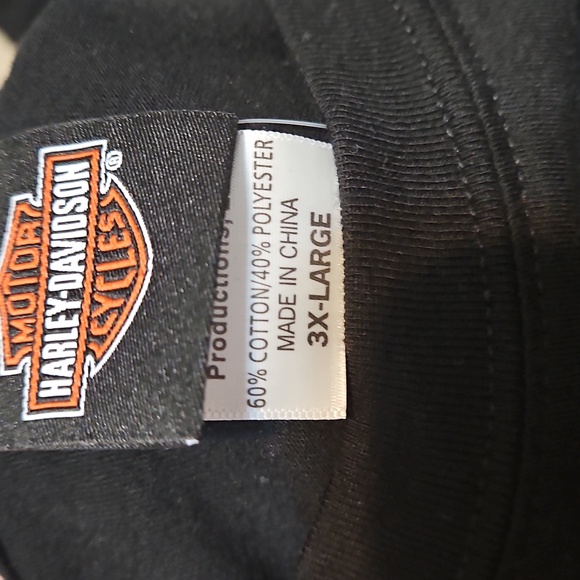 MOTOR
HARLEY-DAVIDSON
CYCLES
®
Productions,
60% COTTON/40% POLYESTER
MADE IN CHINA
3X-LARGE